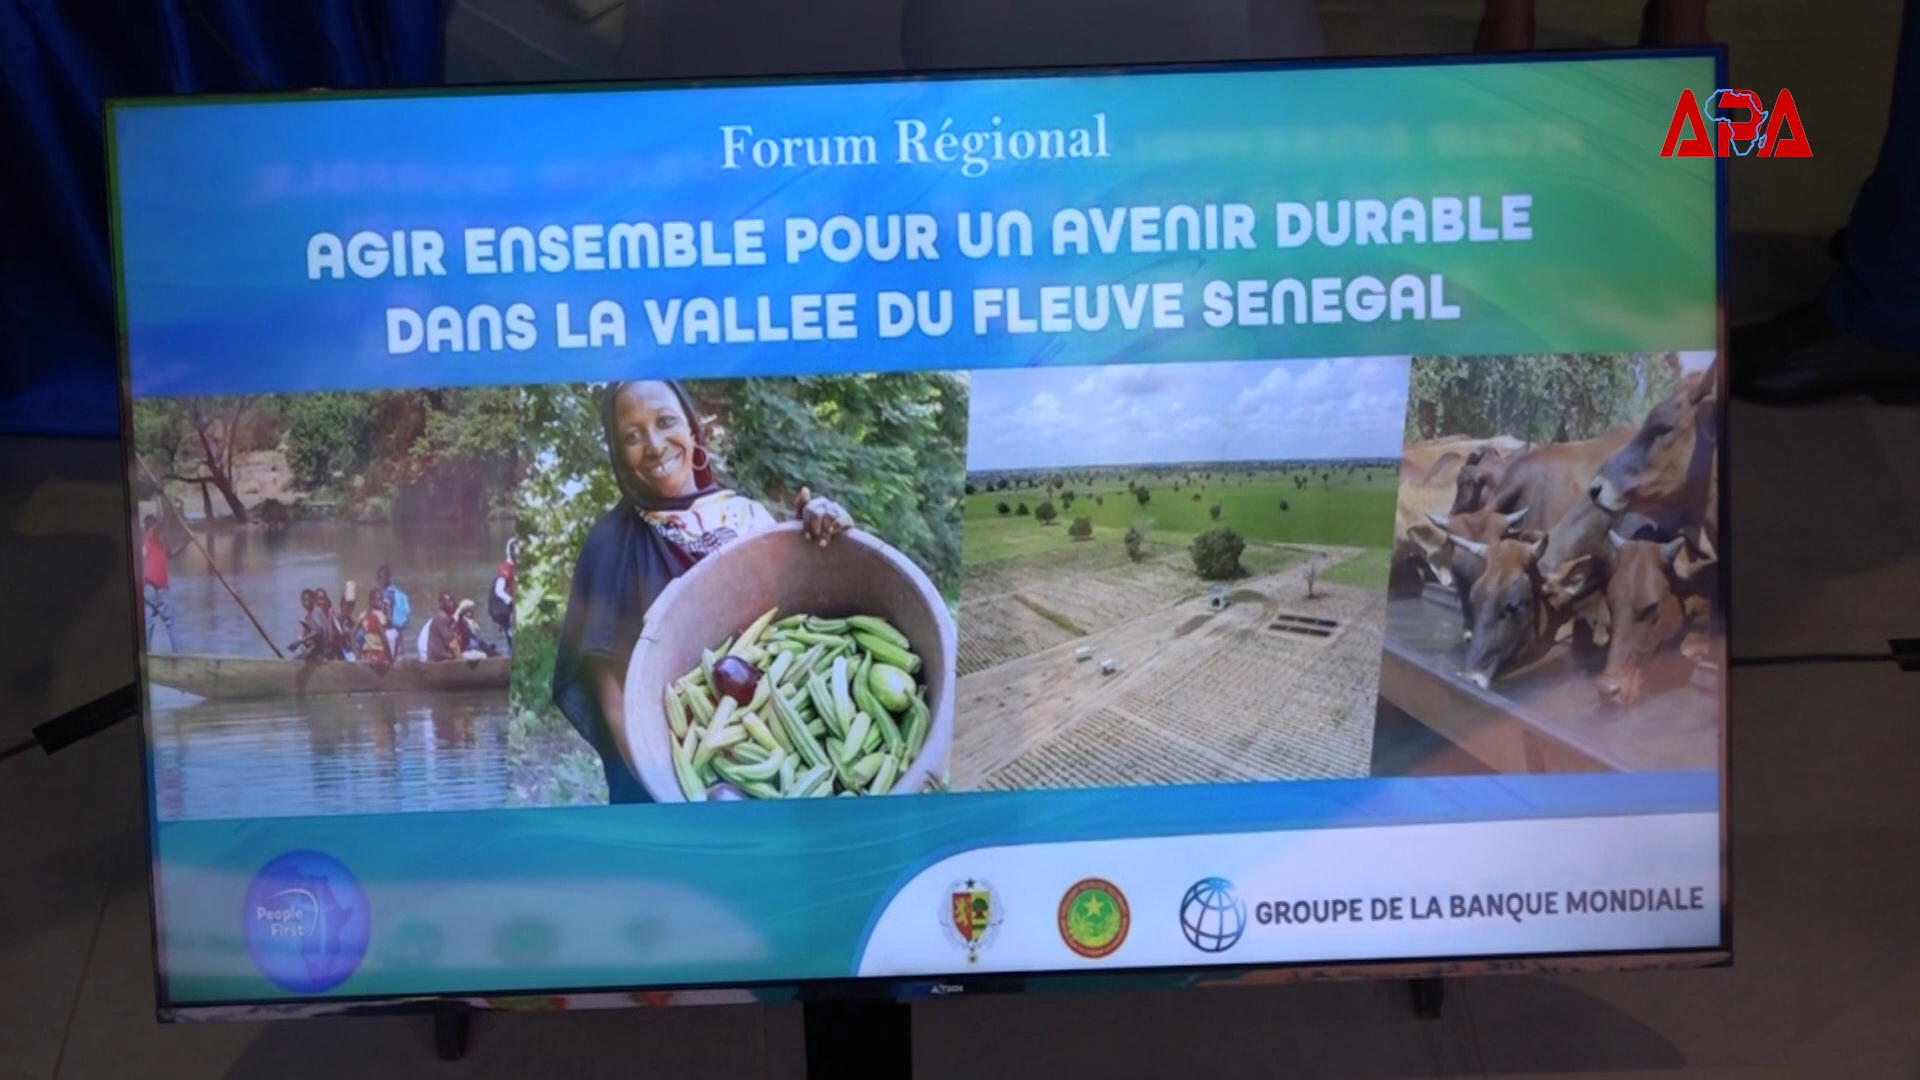 APA
Forum Régional
AGIR ENSEMBLE POUR UN AVENIR DURABLE
DANS LA VALLEE DU FLEUVE SENEGAL
People
First
GROUPE DE LA BANQUE MONDIALE